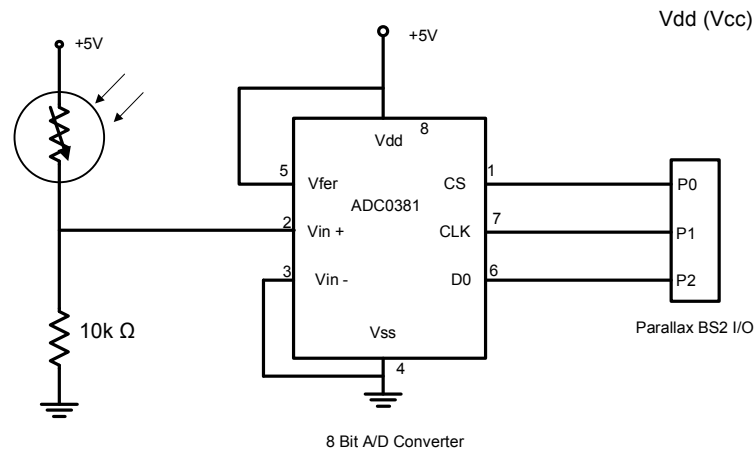 Vdd (Vcc)
+5V
+5V
8
Vdd
5
Vfer
CS
1
ADC0381
2
Vin +
CLK
7
P0
P1
3
Vin -
D0
6
P2
10k Ω
Vss
4
Parallax BS2 I/O
8 Bit A/D Converter